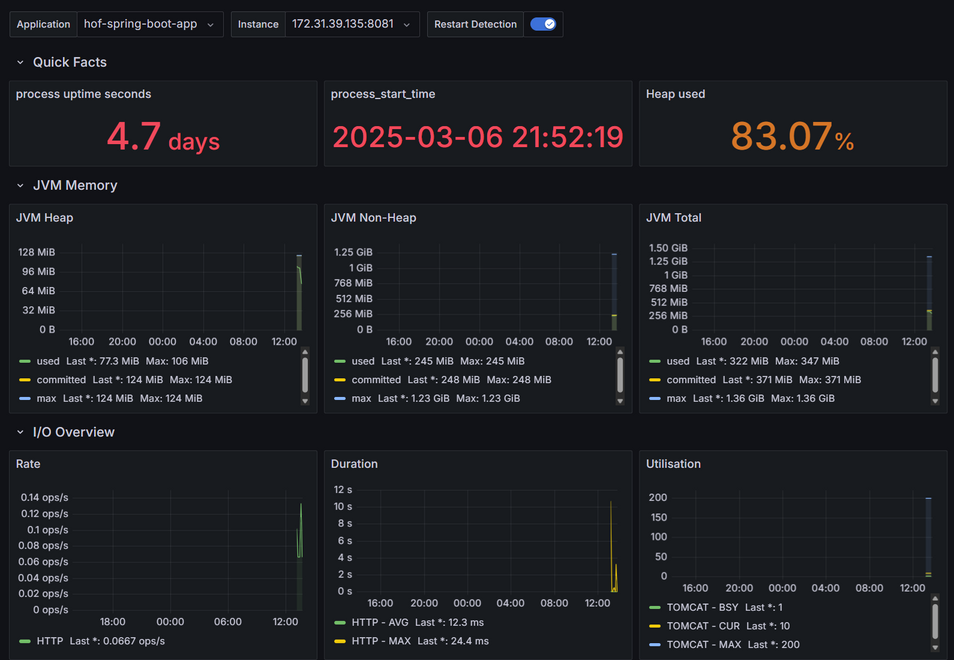 Application hof-spring-boot-app Instance 172.31.39.135:8081 Restart Detection
Quick Facts
process uptime seconds process_start_time Heap used
4.7 days 2025-03-06 21:52:19 83.07%
JVM Memory
JVM Heap
128 MiB
96 MiB
64 MiB
32 MiB
0 B
16:00 20:00 00:00 04:00 08:00 12:00
used Last *: 77.3 MiB Max: 106 MiB
committed Last *: 124 MiB Max: 124 MiB
max Last *: 124 MiB Max: 124 MiB
JVM Non-Heap
1.25 GiB
1 GiB
768 MiB
512 MiB
256 MiB
0 B
16:00 20:00 00:00 04:00 08:00 12:00
used Last *: 245 MiB Max: 245 MiB
committed Last *: 248 MiB Max: 248 MiB
max Last *: 1.23 GiB Max: 1.23 GiB
JVM Total
1.50 GiB
1.25 GiB
1 GiB
768 MiB
512 MiB
256 MiB
0 B
16:00 20:00 00:00 04:00 08:00 12:00
used Last *: 322 MiB Max: 347 MiB
committed Last *: 371 MiB Max: 371 MiB
max Last *: 1.36 GiB Max: 1.36 GiB
I/O Overview
Rate
0.14 ops/s
0.12 ops/s
0.1 ops/s
0.08 ops/s
0.06 ops/s
0.04 ops/s
0.02 ops/s
0 ops/s
18:00 00:00 06:00 12:00
HTTP Last *: 0.0667 ops/s
Duration
12 s
10 s
8 s
6 s
4 s
2 s
0 s
16:00 20:00 00:00 04:00 08:00 12:00
HTTP - AVG Last *: 12.3 ms
HTTP - MAX Last *: 24.4 ms
Utilisation
200
150
100
50
0
16:00 20:00 00:00 04:00 08:00 12:00
TOMCAT - BSY Last *: 1
TOMCAT - CUR Last *: 10
TOMCAT - MAX Last *: 200